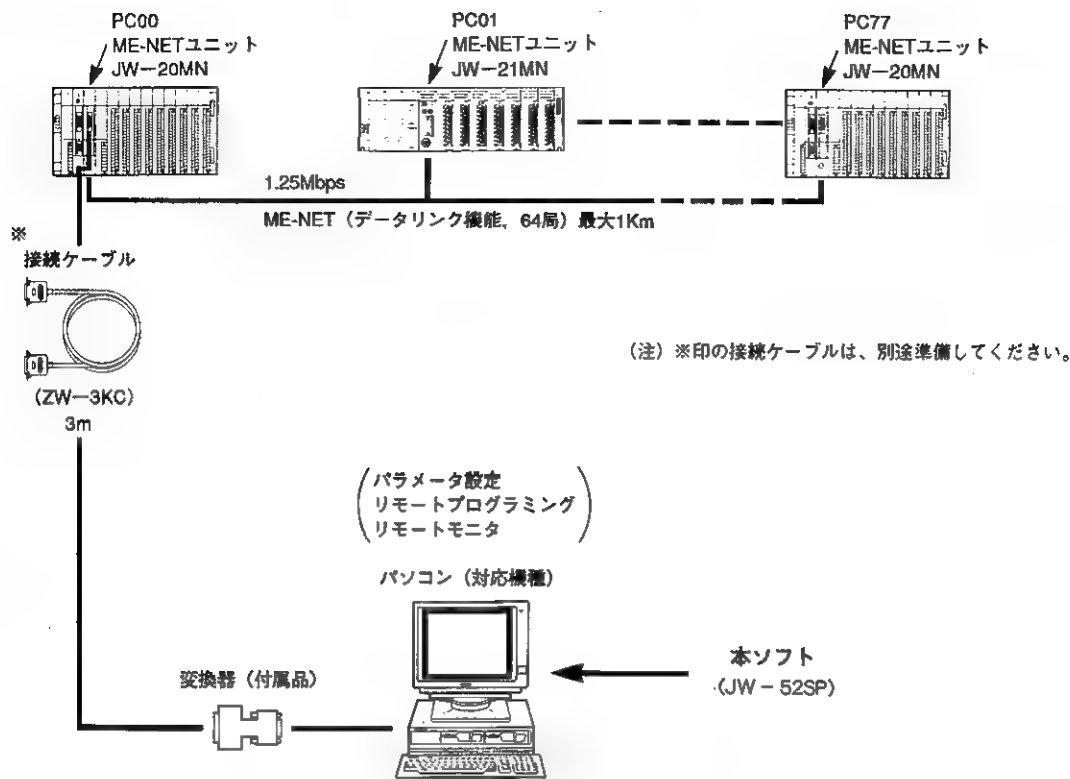 PC00
ME-NETユニット
JW-20MN
PC01
ME-NETユニット
JW-21MN
PC77
ME-NETユニット
JW-20MN
1.25Mbps
ME-NET（データリンク機能，64局）最大1Km
※
接続ケーブル
(ZW-3KC)
3m
（注）※印の接続ケーブルは、別途準備してください。
パラメータ設定
リモートプログラミング
リモートモニタ
パソコン（対応機種）
変換器（付属品）
本ソフト
(JW-52SP)